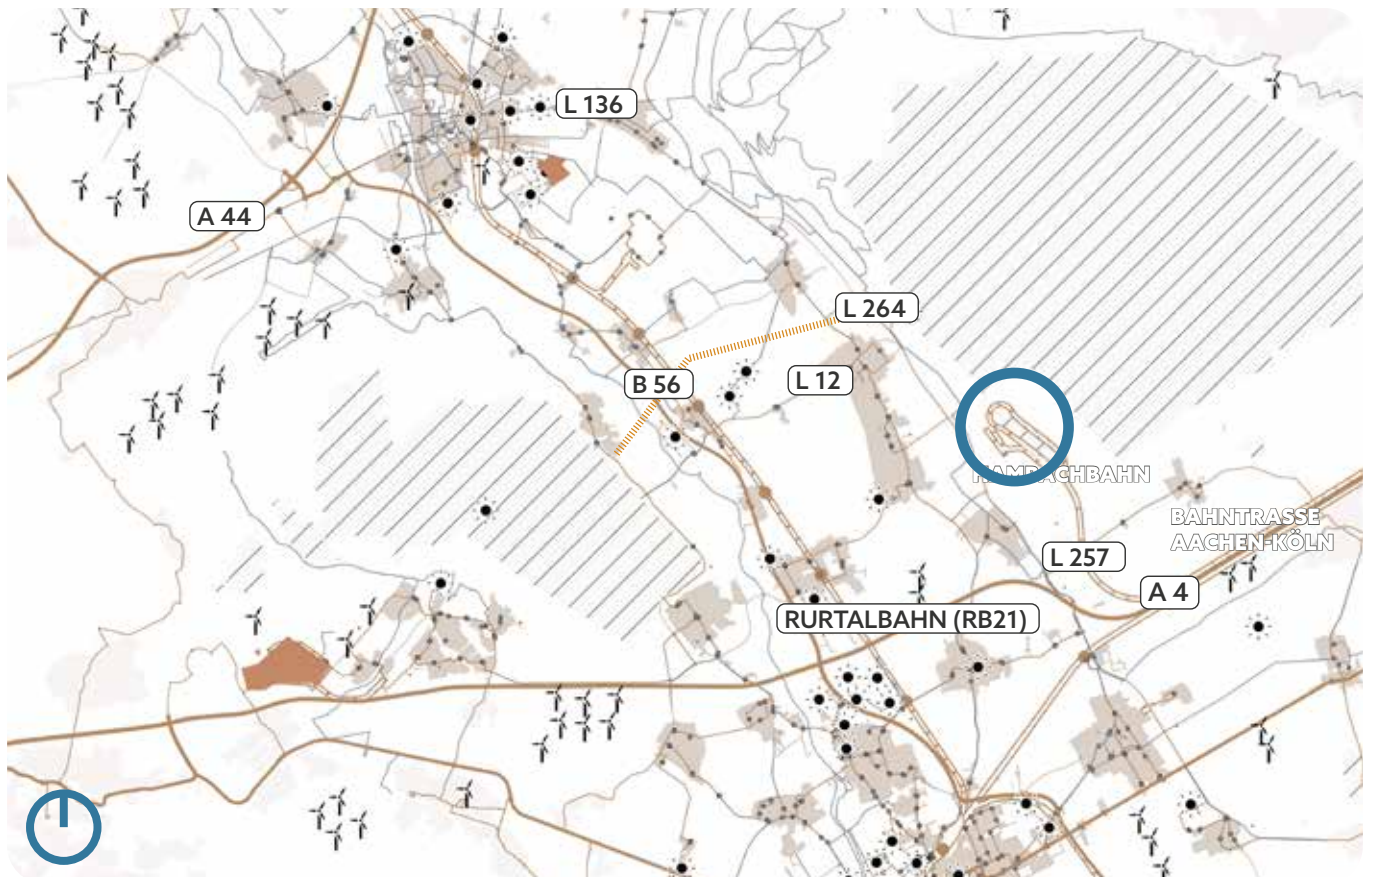 L 136
A 44
L 264
L 12
B 56
HAMBACHBAHN
BAHNTRASSE
AACHEN-KÖLN
L 257
A 4
RURTALBAHN (RB21)